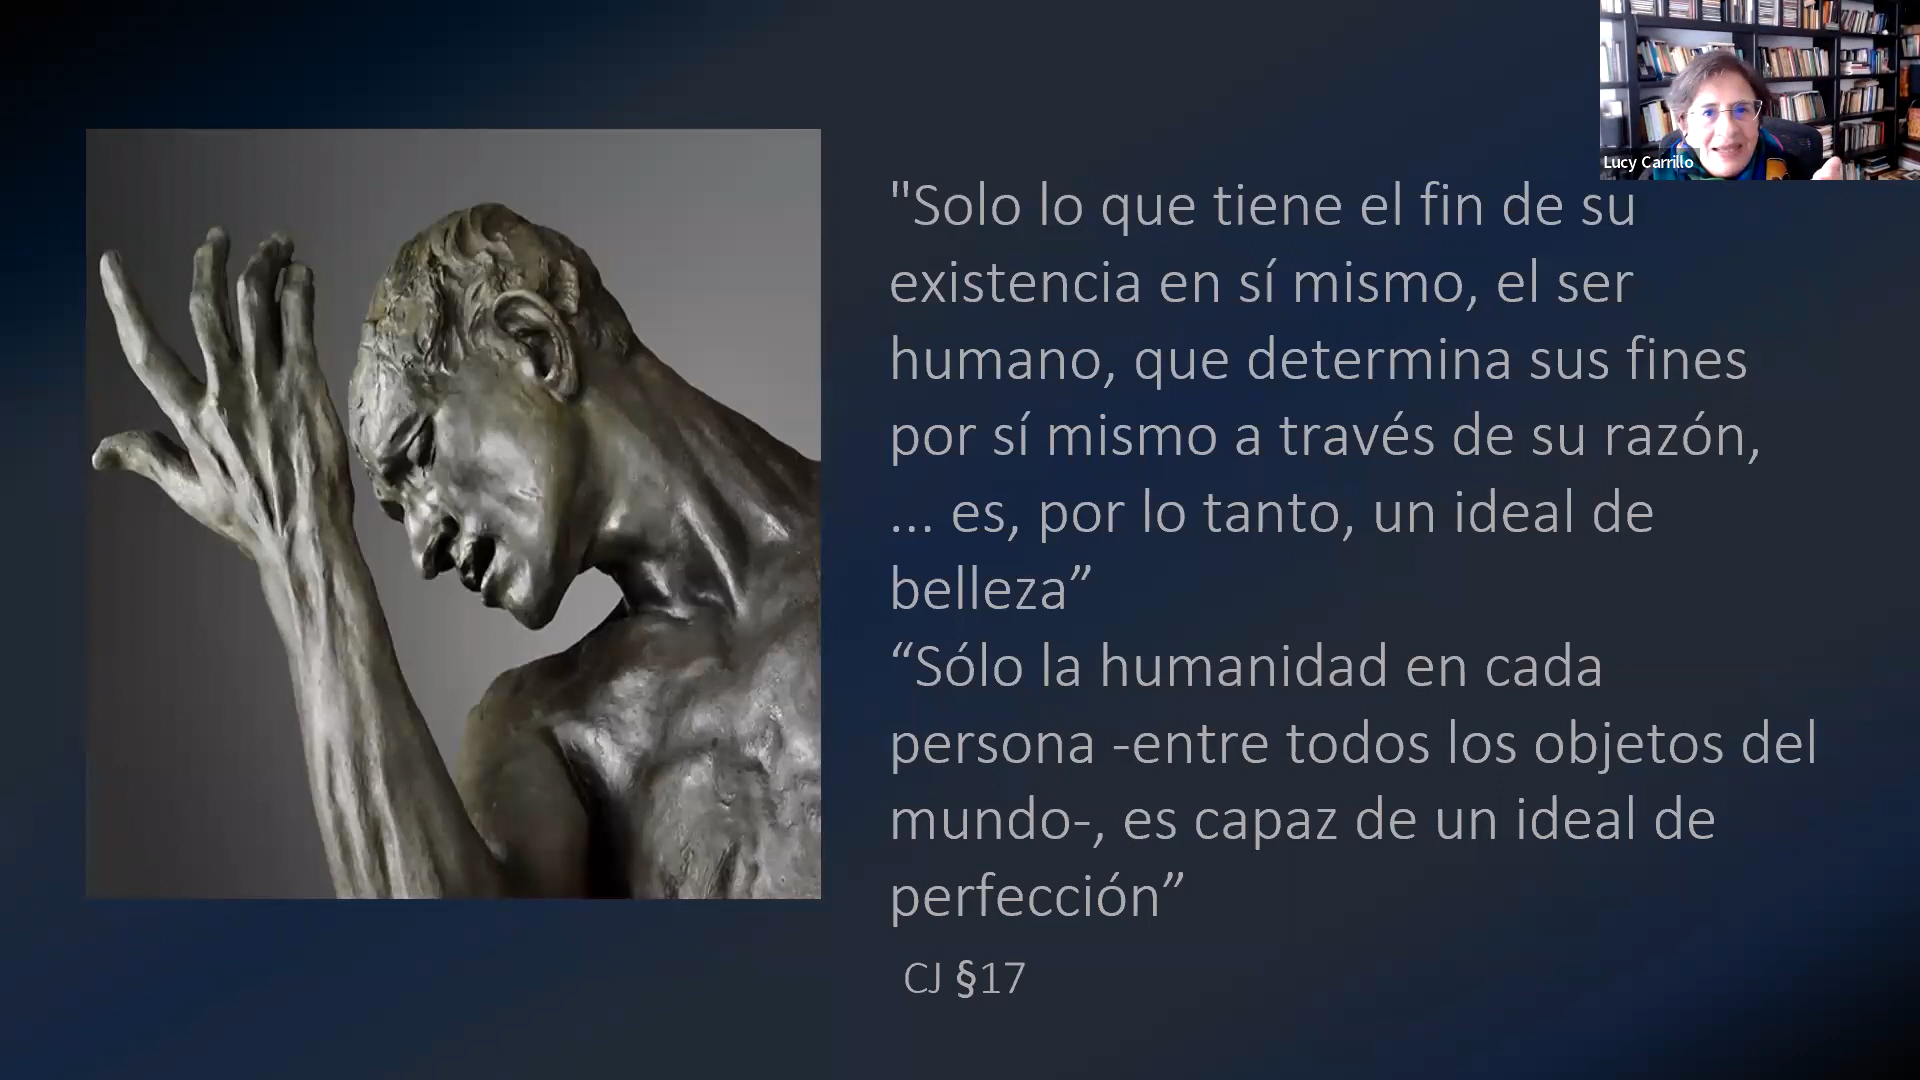 Lucy Carrillo
"Solo lo que tiene el fin de su
existencia en sí mismo, el ser
humano, que determina sus fines
por sí mismo a través de su razón,
... es, por lo tanto, un ideal de
belleza”
“Sólo la humanidad en cada
persona -entre todos los objetos del
mundo-, es capaz de un ideal de
perfección”
CJ §17